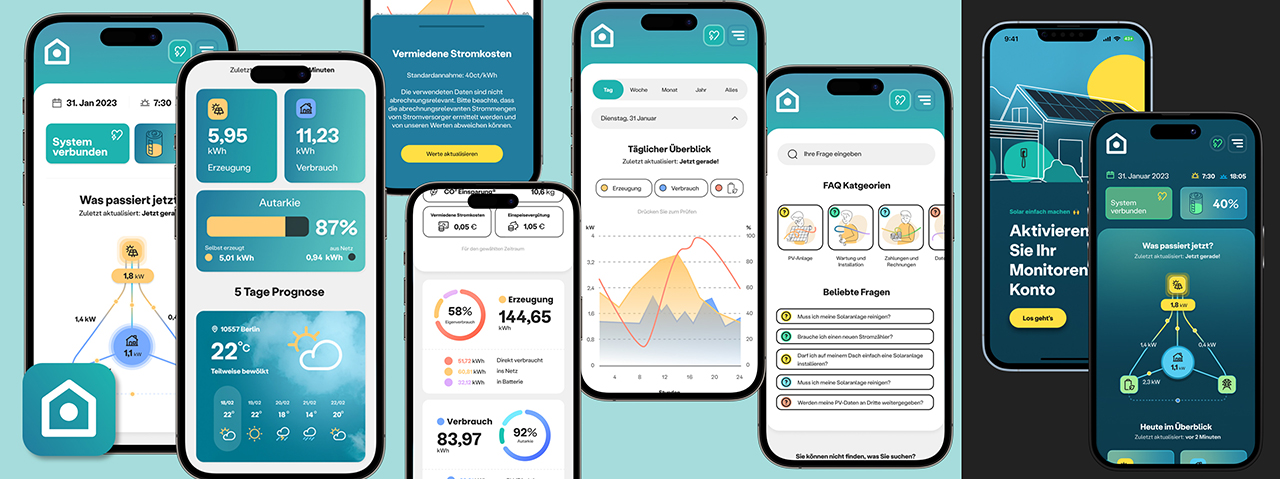 31. Jan 2023
7:30
System
verbunden
Was passiert jetzt
Zuletzt aktualisiert: Jetzt gera
1,8 kW
1,4 kW
0,
1,1 kW
Zuletz
Minuten
5,95
kWh
Erzeugung
11,23
kWh
Verbrauch
Autarkie
87%
Selbst erzeugt
aus Netz
5,01 kWh
0,94 kWh
5 Tage Prognose
10557 Berlin
22°C
Teilweise bewölkt
18/02
19/02
20/02
21/02
22/02
22°
22°
18°
14°
20°
Vermiedene Stromkosten
Standardannahme: 40ct/kWh
Die verwendeten Daten sind nicht
abrechnungsrelevant. Bitte beachte, dass
die abrechnungsrelevanten Strommengen
vom Stromversorger ermittelt werden und
von unseren Werten abweichen können.
Werte aktualisieren
CO² Einsparung*
10,6 kg
Vermiedene Stromkosten
0,05 €
Einspeisevergütung
1,05 €
Für den gewählten Zeitraum
58%
Eigenverbrauch
Erzeugung
144,65
kWh
51,72 kWh
Direkt verbraucht
60,81 kWh
ins Netz
32,12 kWh
in Batterie
Verbrauch
83,97
kWh
92%
Autarkie
Tag
Woche
Monat
Jahr
Alles
Dienstag, 31 Januar
Täglicher Überblick
Zuletzt aktualisiert: Jetzt gerade!
Erzeugung
Verbrauch
Drücken Sie zum Prüfen
kW
%
4
100
3,2
80
2,4
60
1,6
40
0,8
20
0
0
4
8
12
16
20
24
Stunden
Ihre Frage eingeben
FAQ Katgeorien
PV-Anlage
Wartung und
Installation
Zahlungen und
Rechnungen
Date
Beliebte Fragen
Muss ich meine Solaranlage reinigen?
Brauche ich einen neuen Stromzähler?
Darf ich auf meinem Dach einfach eine Solaranlage
installieren?
Muss ich meine Solaranlage reinigen?
Werden meine PV-Daten an Dritte weitergegeben?
Sie können nicht finden, was Sie suchen?
9:41
Solar einfach machen
Aktivieren
Sie Ihr
Monitoren
Konto
Los geht's
31. Januar 2023
7:30
18:05
System
verbunden
40%
Was passiert jetzt?
Zuletzt aktualisiert: Jetzt gerade!
1,8 kW
1,4 kW
0,4 kW
1,1 kW
2,3 kW
Heute im Überblick
Zuletzt aktualisiert: vor 2 Minuten